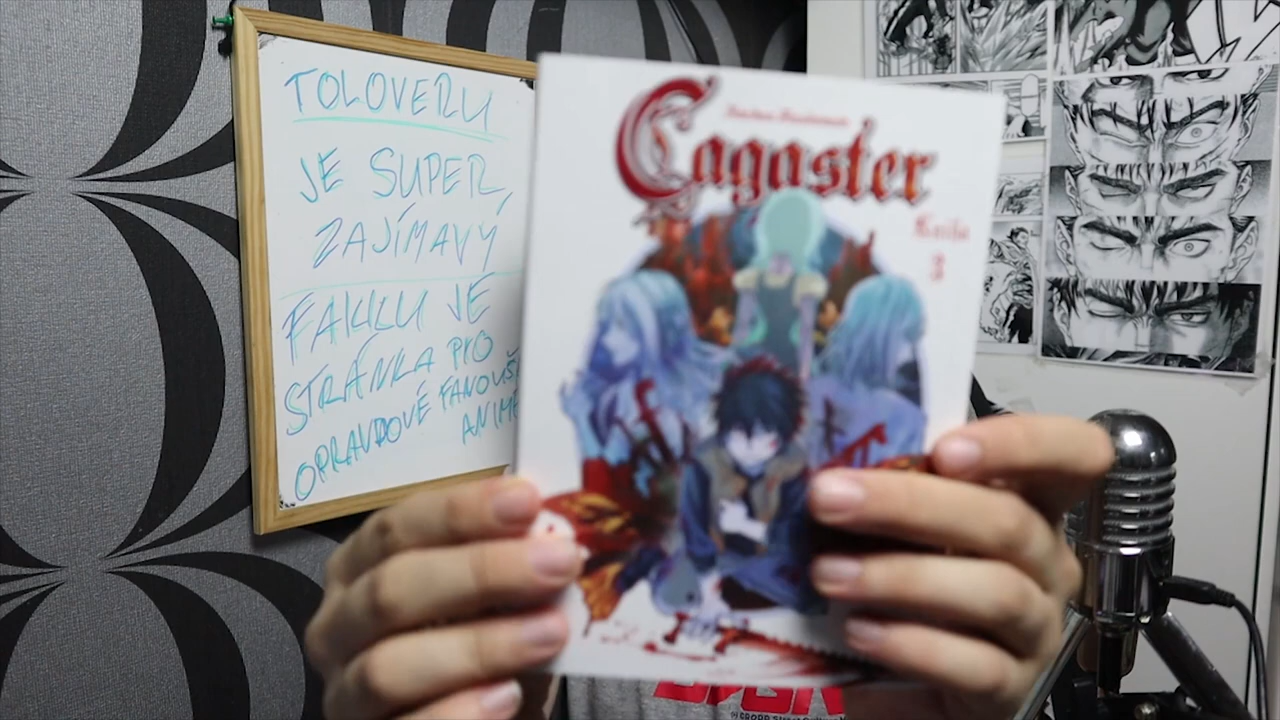 TOLOVERU
JE SUPER,
ZAJÍMAVÝ
FAKKU JE
STRÁNKA PRO
OPRAVDOVÉ FANOUŠ
ANIME
Cagaster
Kniha
3